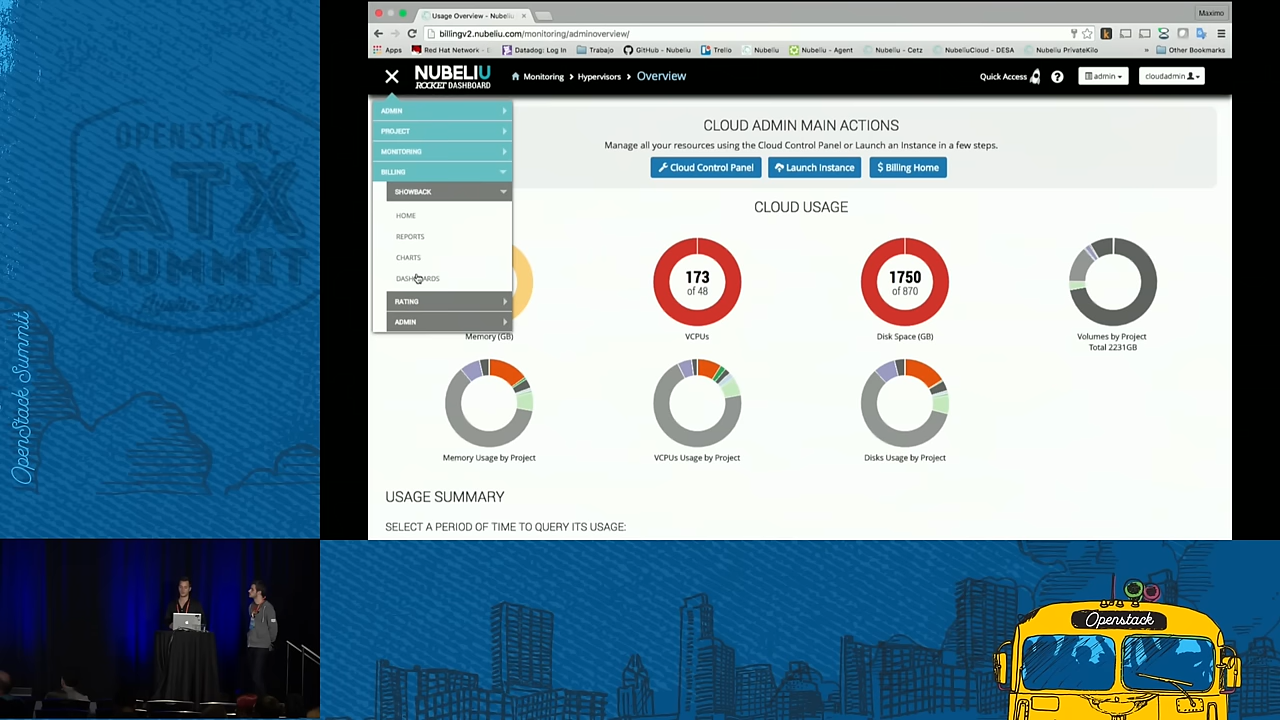 Usage Overview - Nubeliu
Maximo
billingv2.nubeliu.com/monitoring/adminoverview/
Apps
Red Hat Network -
Datadog: Log In
Trabajo
GitHub - Nubeliu
Trello
Nubeliu
Nubeliu - Agent
Nubeliu - Cetz
NubeliuCloud - DESA
Nubeliu PrivateKilo
»
Other Bookmarks
NUBELIU
ROCKET DASHBOARD
Monitoring > Hypervisors > Overview
Quick Access
?
admin
cloudadmin
ADMIN
PROJECT
MONITORING
BILLING
SHOWBACK
HOME
REPORTS
CHARTS
DASHBOARDS
RATING
ADMIN
CLOUD ADMIN MAIN ACTIONS
Manage all your resources using the Cloud Control Panel or Launch an Instance in a few steps.
Cloud Control Panel
Launch Instance
$ Billing Home
CLOUD USAGE
173
of 48
1750
of 870
Memory (GB)
VCPUs
Disk Space (GB)
Volumes by Project
Total 2231GB
Memory Usage by Project
VCPUs Usage by Project
Disks Usage by Project
USAGE SUMMARY
SELECT A PERIOD OF TIME TO QUERY ITS USAGE:
OPENSTACK
ATX
SUMMIT
OpenStack Summit
Openstack